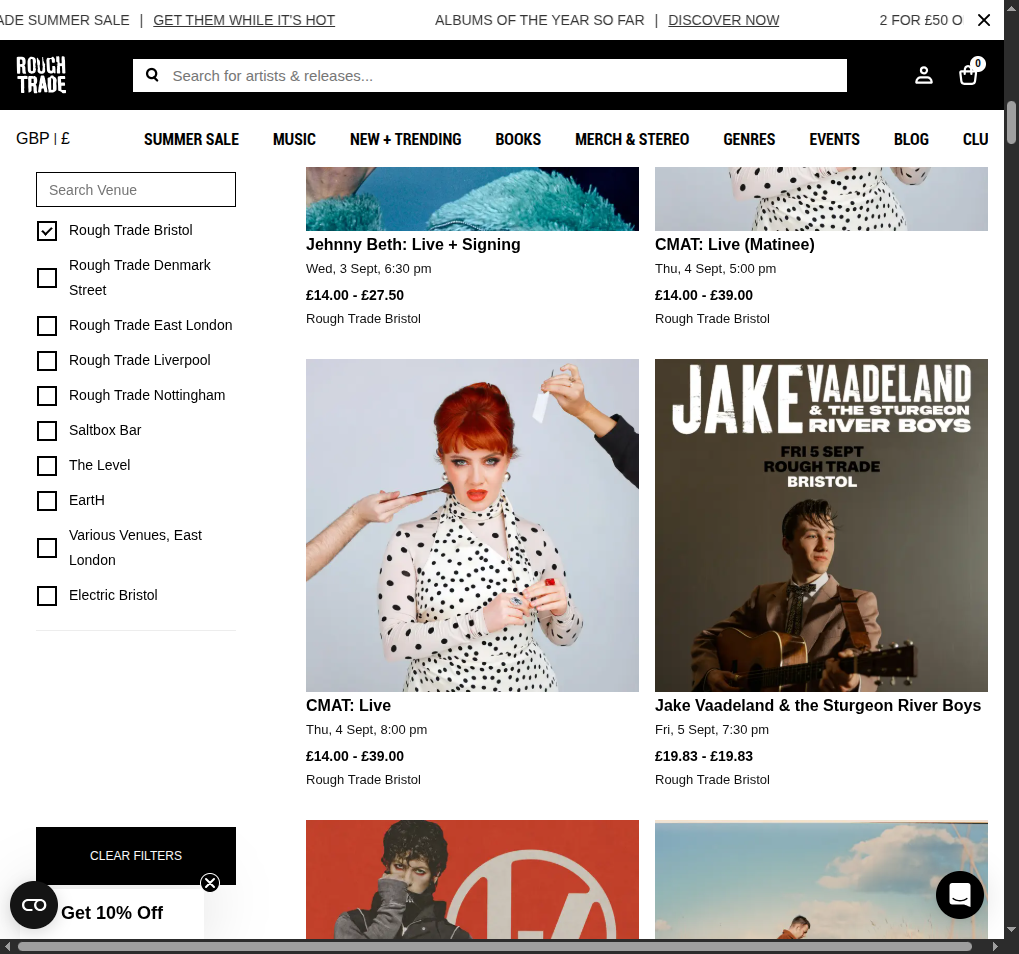 ADE SUMMER SALE | GET THEM WHILE IT'S HOT ALBUMS OF THE YEAR SO FAR | DISCOVER NOW 2 FOR £50 O
ROUGH
TRADE
Search for artists & releases...
0
GBP | £
SUMMER SALE MUSIC NEW + TRENDING BOOKS MERCH & STEREO GENRES EVENTS BLOG CLU
Search Venue
Rough Trade Bristol
Rough Trade Denmark
Street
Rough Trade East London
Rough Trade Liverpool
Rough Trade Nottingham
Saltbox Bar
The Level
EartH
Various Venues, East
London
Electric Bristol
CLEAR FILTERS
Get 10% Off
Jehnny Beth: Live + Signing
Wed, 3 Sept, 6:30 pm
£14.00 - £27.50
Rough Trade Bristol
CMAT: Live (Matinee)
Thu, 4 Sept, 5:00 pm
£14.00 - £39.00
Rough Trade Bristol
CMAT: Live
Thu, 4 Sept, 8:00 pm
£14.00 - £39.00
Rough Trade Bristol
JAKE VAADELAND
& THE STURGEON
RIVER BOYS
FRI 5 SEPT
ROUGH TRADE
BRISTOL
Jake Vaadeland & the Sturgeon River Boys
Fri, 5 Sept, 7:30 pm
£19.83 - £19.83
Rough Trade Bristol